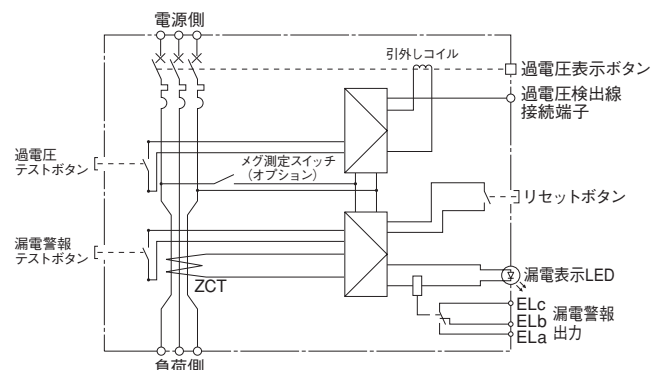 電源側
引外しコイル
過電圧表示ボタン
過電圧検出線
接続端子
過電圧
テストボタン
メグ測定スイッチ
(オプション)
リセットボタン
漏電警報
テストボタン
ZCT
漏電表示LED
ELc
ELb
ELa
漏電警報
出力
負荷側